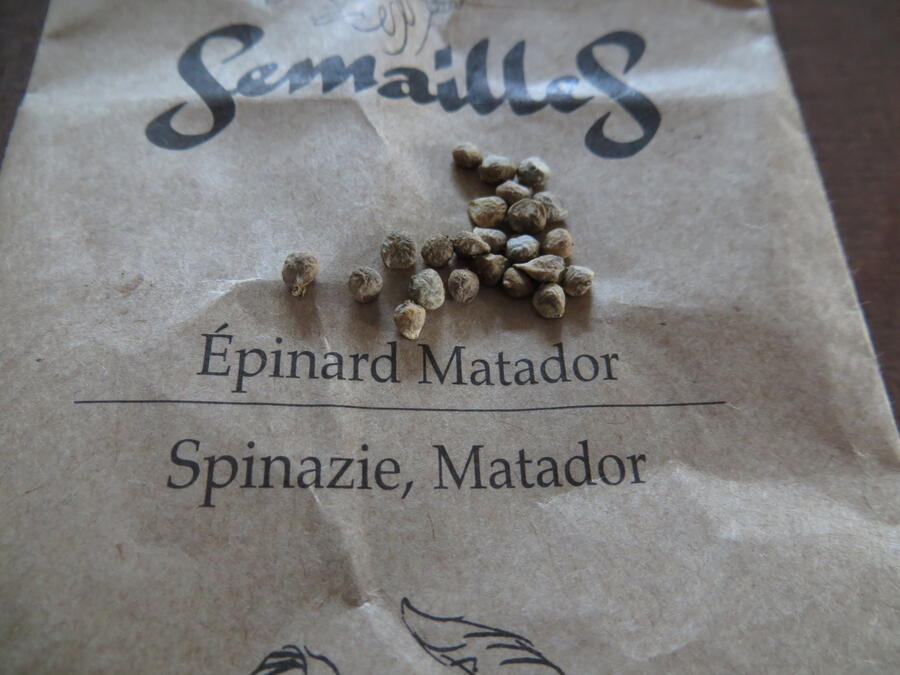 Semailles
Épinard Matador
Spinazie, Matador